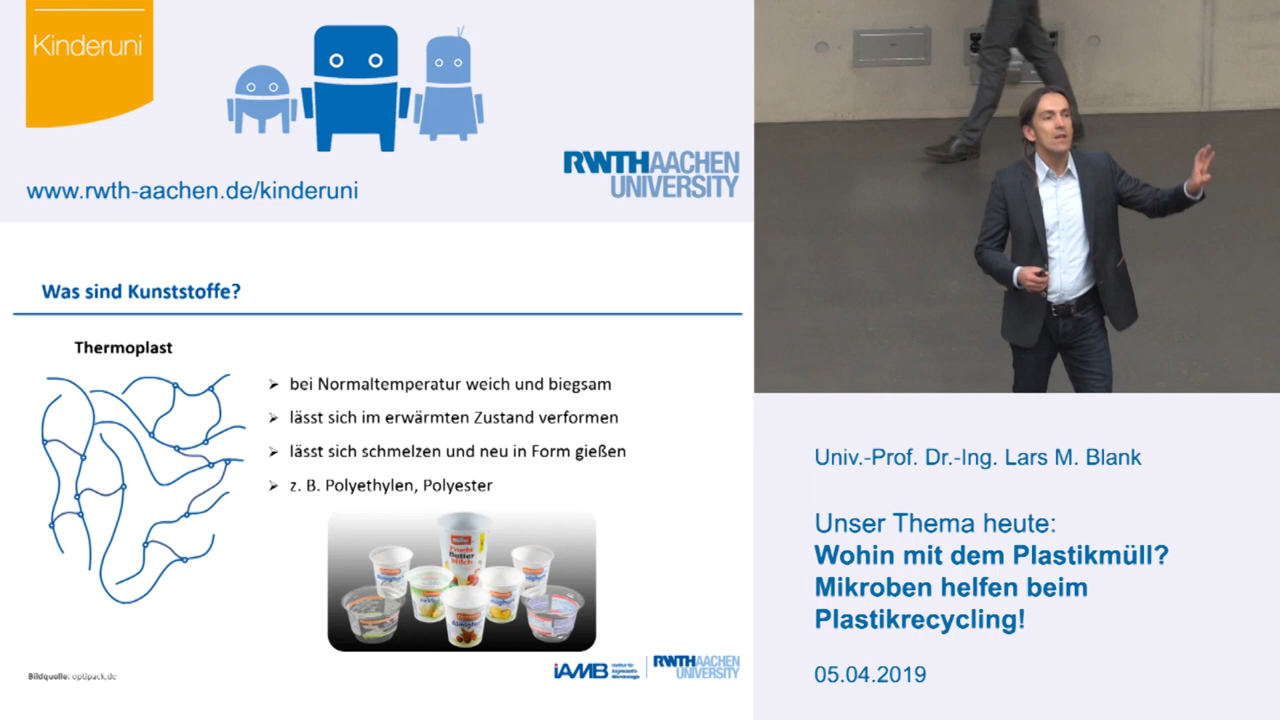 Kinderuni
www.rwth-aachen.de/kinderuni
RWTHAACHEN
UNIVERSITY
Was sind Kunststoffe?
Thermoplast
➢ bei Normaltemperatur weich und biegsam
➢ lässt sich im erwärmten Zustand verformen
➢ lässt sich schmelzen und neu in Form gießen
➢ z. B. Polyethylen, Polyester
Frucht
Butter
Milch
Bildquelle: optipack.de
iAMB
RWTHAACHEN
UNIVERSITY
Univ.-Prof. Dr.-Ing. Lars M. Blank
Unser Thema heute:
Wohin mit dem Plastikmüll?
Mikroben helfen beim
Plastikrecycling!
05.04.2019